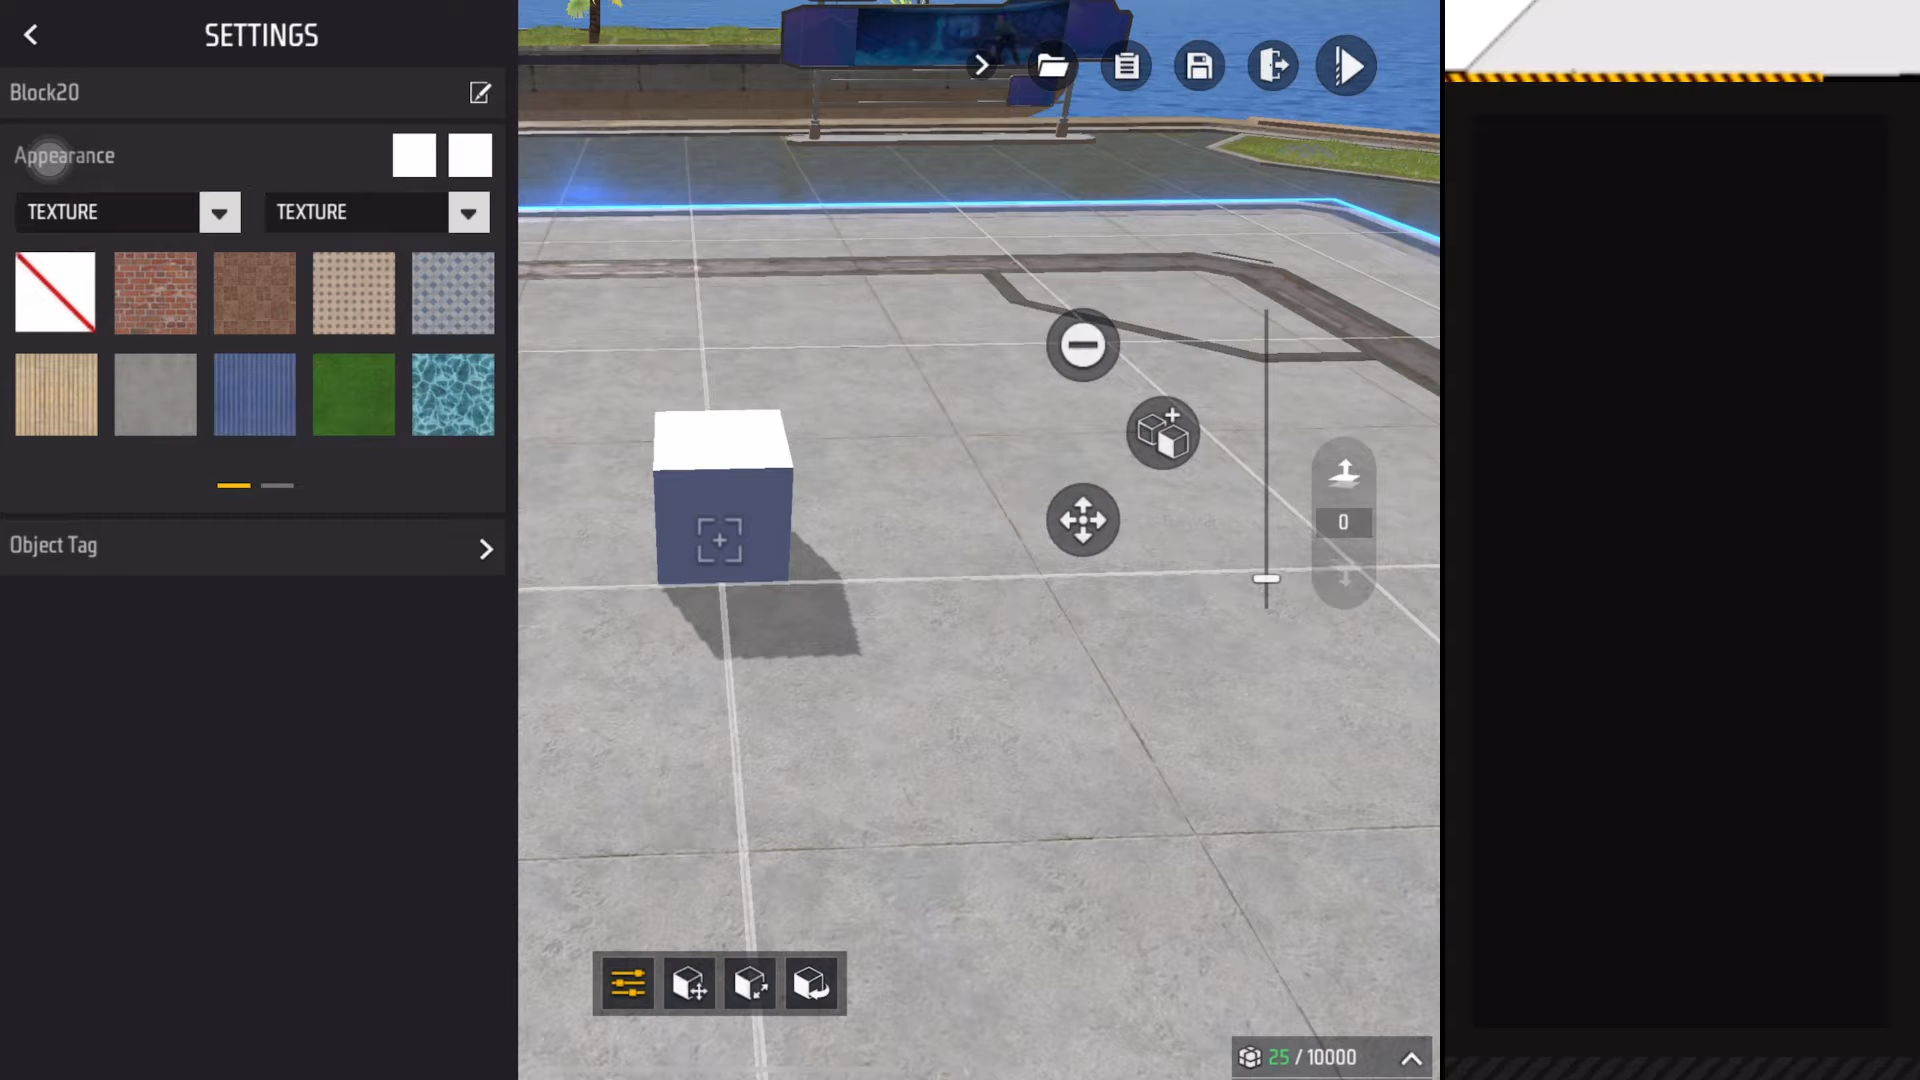 SETTINGS
Block20
Appearance
TEXTURE
TEXTURE
Object Tag
0
25 / 10000